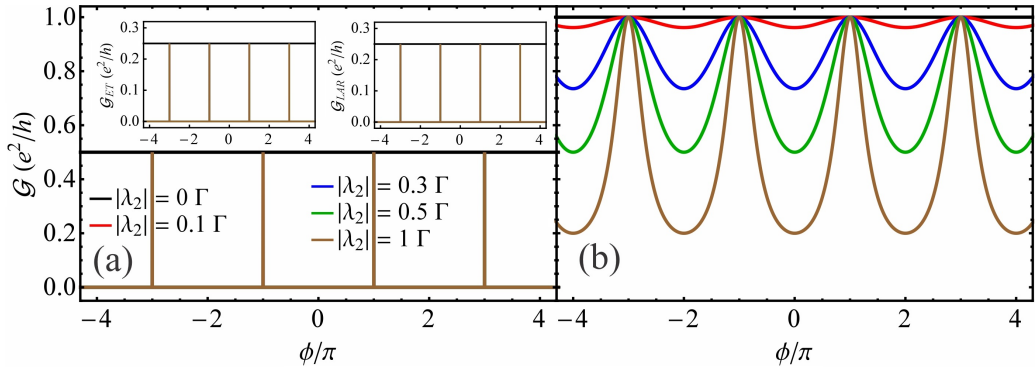 1.0
0.8
0.6
0.4
0.2
0.0
𝒢 (e²/h)
−4 −2 0 2 4
ϕ/π
(a)
|λ₂| = 0 Γ
|λ₂| = 0.1 Γ
|λ₂| = 0.3 Γ
|λ₂| = 0.5 Γ
|λ₂| = 1 Γ
0.3
0.2
0.1
0.0
𝒢_ET (e²/h)
−4 −2 0 2 4
0.3
0.2
0.1
0.0
𝒢_LAR (e²/h)
−4 −2 0 2 4
(b)
−4 −2 0 2 4
ϕ/π